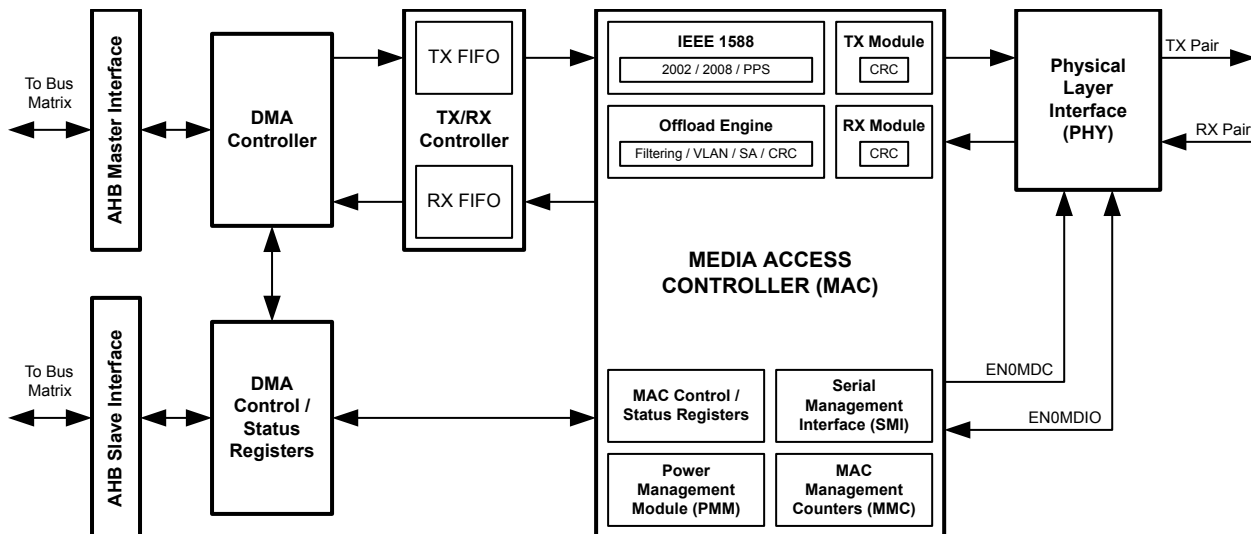 To Bus
Matrix
AHB Master Interface
DMA
Controller
TX FIFO
TX/RX
Controller
RX FIFO
IEEE 1588
2002 / 2008 / PPS
TX Module
CRC
Offload Engine
Filtering / VLAN / SA / CRC
RX Module
CRC
MEDIA ACCESS
CONTROLLER (MAC)
Physical
Layer
Interface
(PHY)
TX Pair
RX Pair
To Bus
Matrix
AHB Slave Interface
DMA
Control /
Status
Registers
MAC Control /
Status Registers
Serial
Management
Interface (SMI)
Power
Management
Module (PMM)
MAC
Management
Counters (MMC)
EN0MDC
EN0MDIO